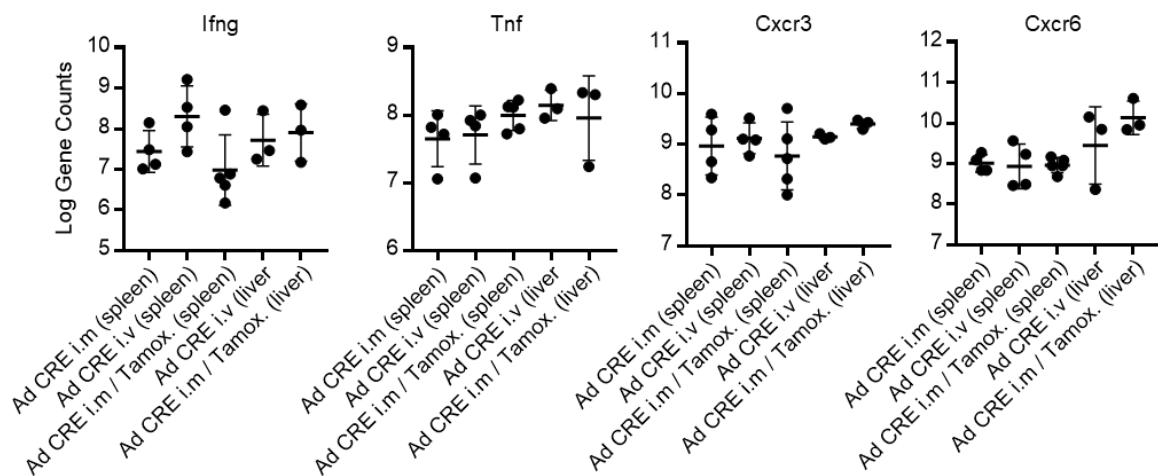 Ifng
Tnf
Cxcr3
Cxcr6
Log Gene Counts
10
9
8
7
6
5
9
8
7
6
11
10
9
8
7
12
11
10
9
8
7
Ad CRE i.m (spleen)
Ad CRE i.v (spleen)
Ad CRE i.m / Tamox. (spleen)
Ad CRE i.v (liver)
Ad CRE i.m / Tamox. (liver)
Ad CRE i.m (spleen)
Ad CRE i.v (spleen)
Ad CRE i.m / Tamox. (spleen)
Ad CRE i.v (liver
Ad CRE i.m / Tamox. (liver)
Ad CRE i.m (spleen)
Ad CRE i.v (spleen)
Ad CRE i.m / Tamox. (spleen)
Ad CRE i.v (liver
Ad CRE i.m / Tamox. (liver)
Ad CRE i.m (spleen)
Ad CRE i.v (spleen)
Ad CRE i.m / Tamox. (spleen)
Ad CRE i.v (liver
Ad CRE i.m / Tamox. (liver)